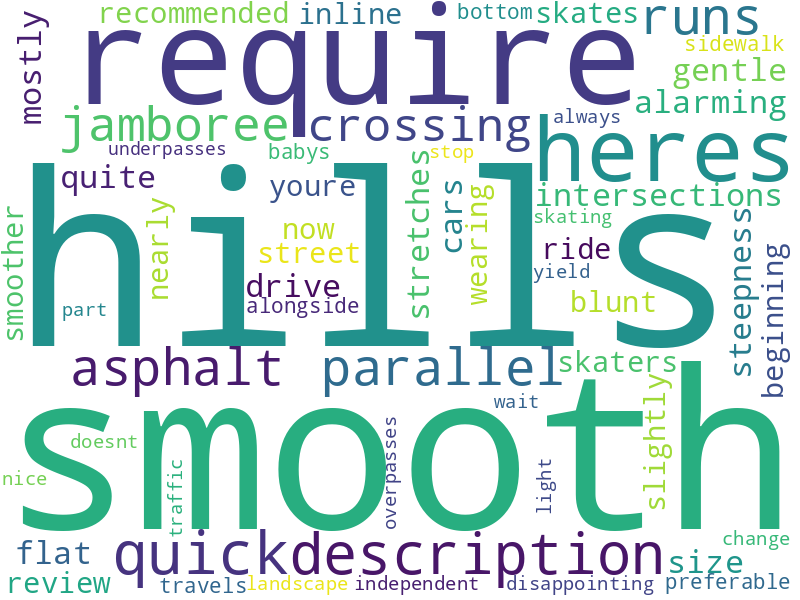 recommended
inline
bottom
skates
runs
mostly
require
sidewalk
gentle
alarming
jamboree
crossing
always
heres
underpasses
babys
stop
quite
youre
stretches
cars
wearing
intersections
skating
smoother
nearly
now
street
ride
steepness
hills
drive
yield
beginning
part
alongside
blunt
asphalt
parallel
skaters
smooth
wait
slightly
doesnt
nice
traffic
overpasses
light
quick
description
change
flat
size
review
travels
landscape
independent
disappointing
preferable